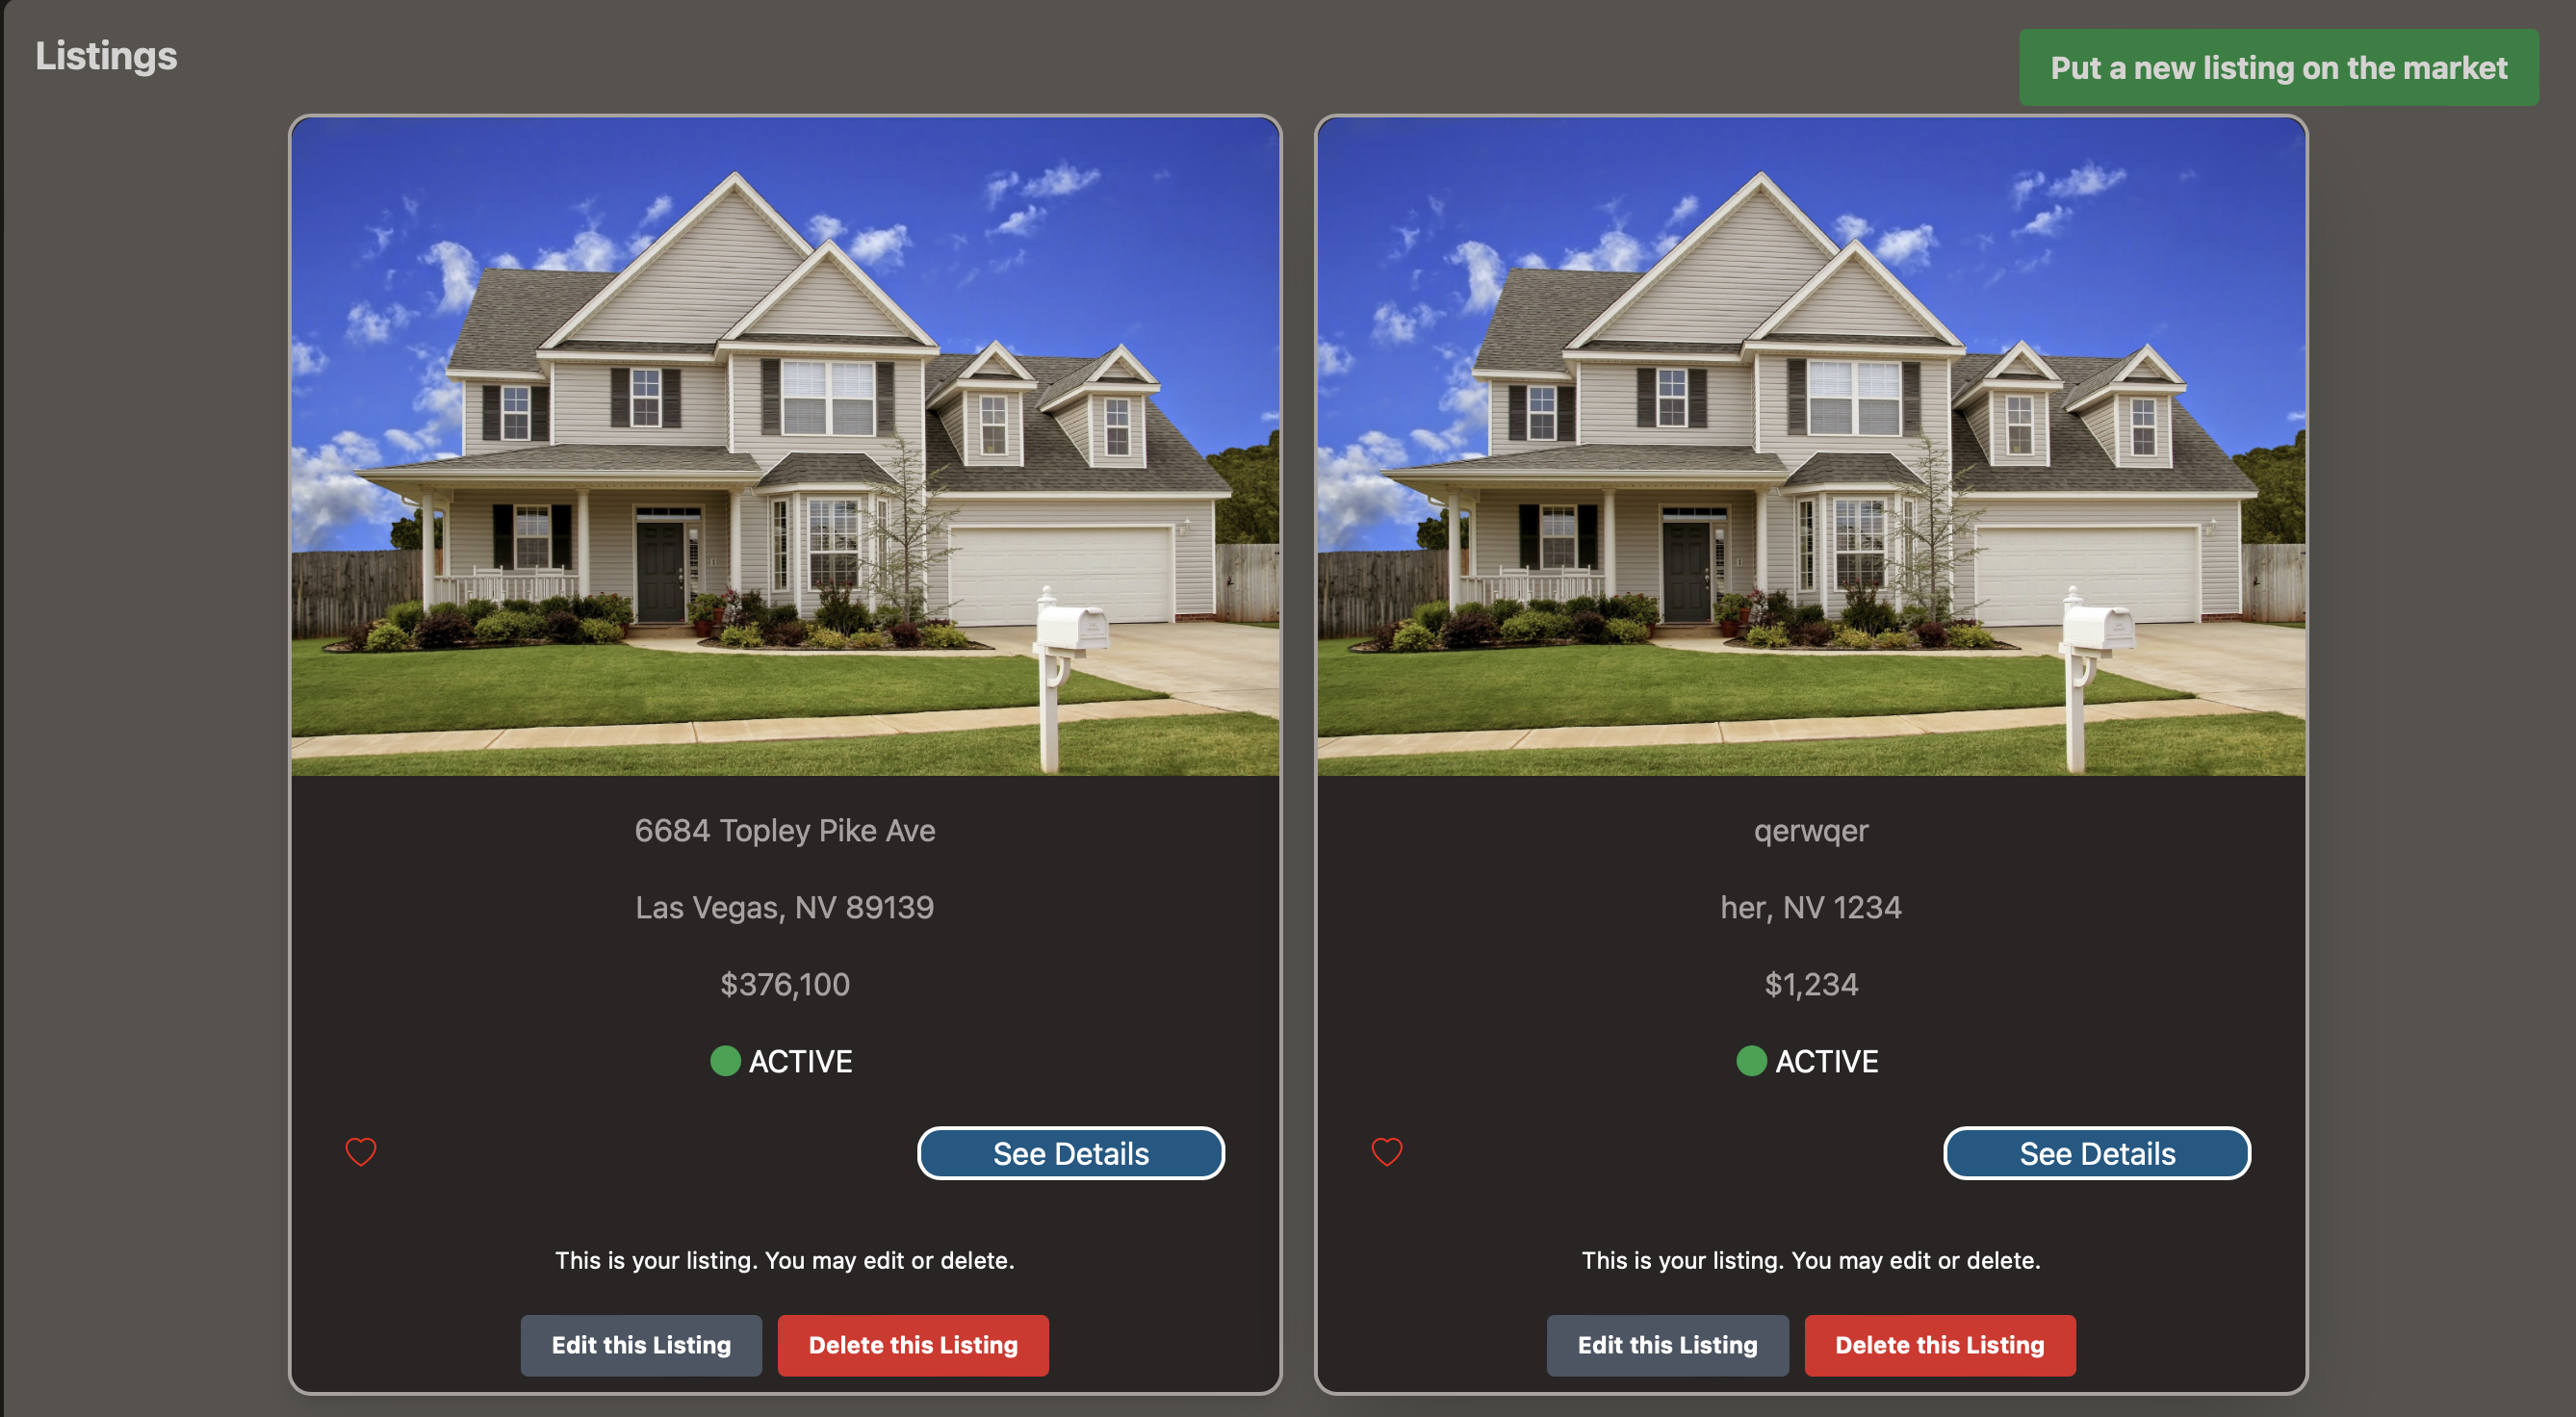 Listings
Put a new listing on the market
6684 Topley Pike Ave
Las Vegas, NV 89139
$376,100
ACTIVE
See Details
This is your listing. You may edit or delete.
Edit this Listing
Delete this Listing
qerwqer
her, NV 1234
$1,234
ACTIVE
See Details
This is your listing. You may edit or delete.
Edit this Listing
Delete this Listing